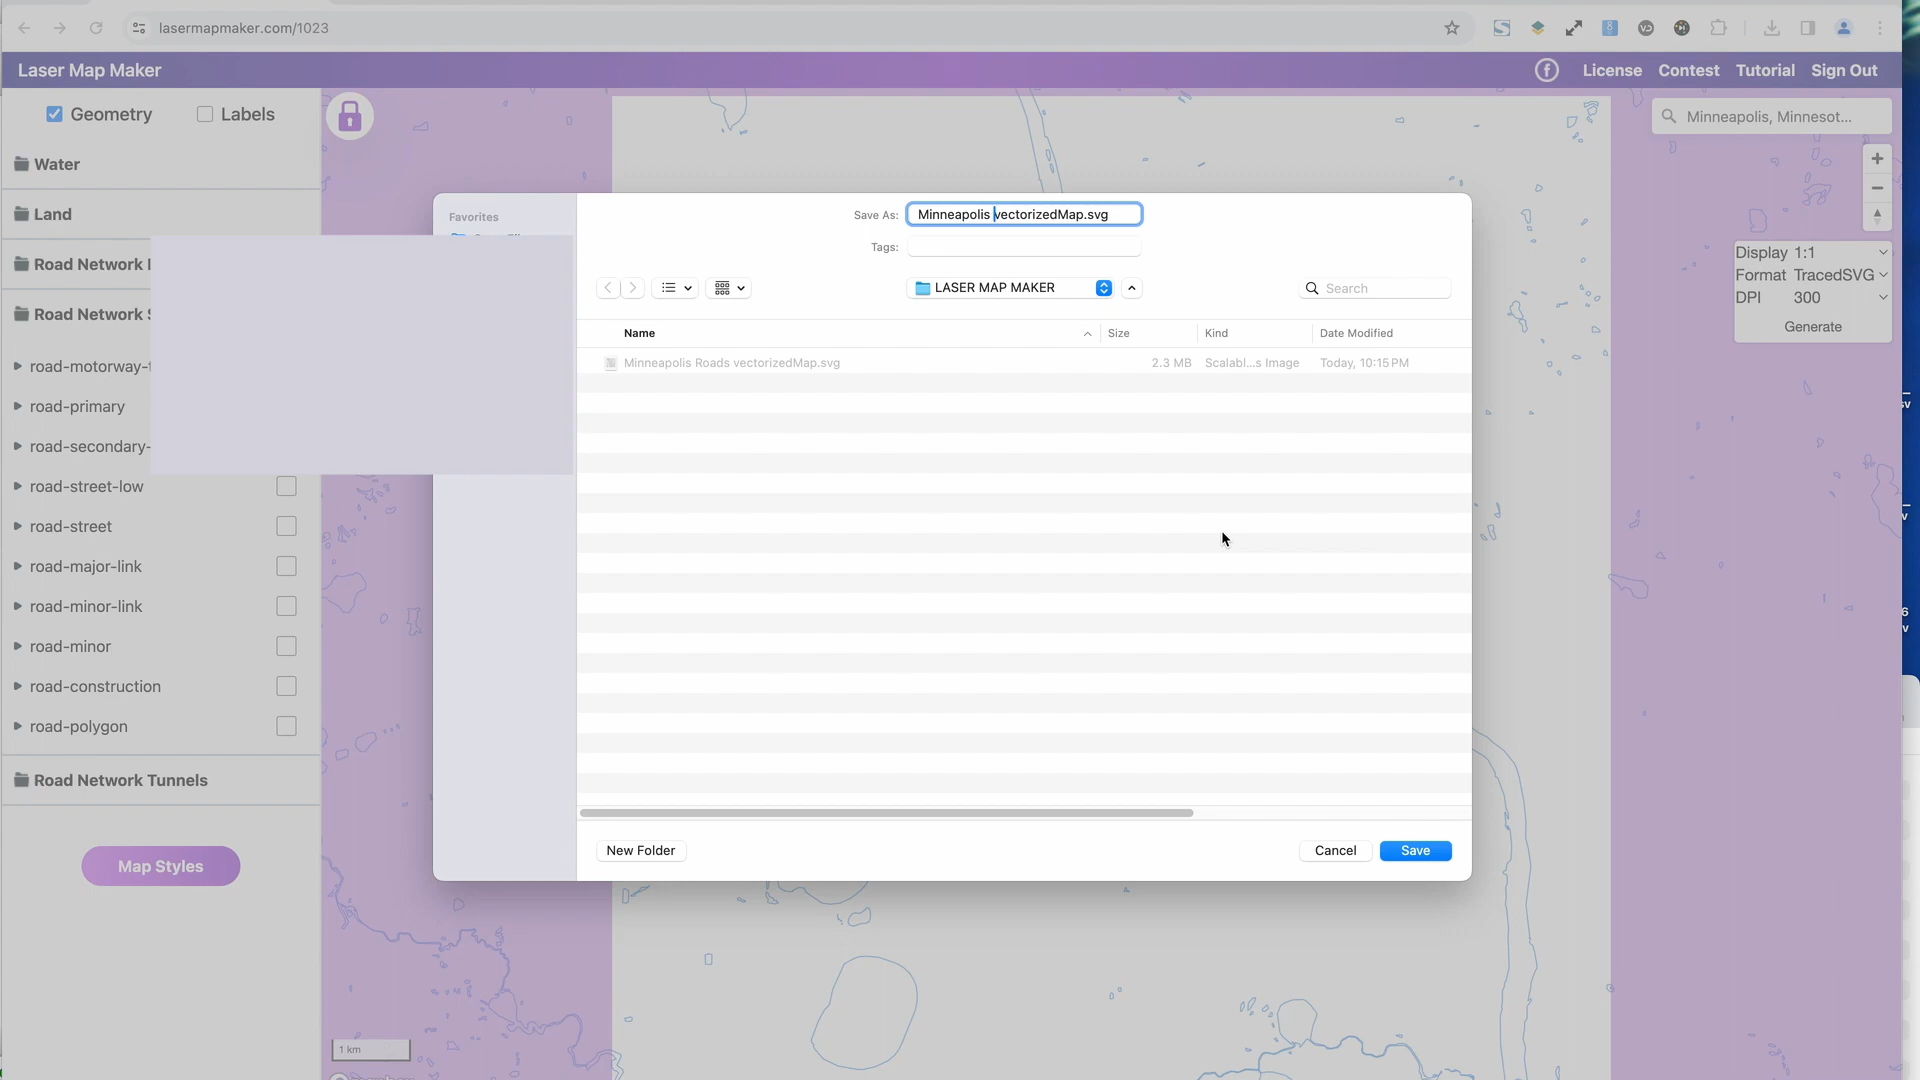 lasermapmaker.com/1023
Laser Map Maker
License Contest Tutorial Sign Out
Geometry Labels
Water
Land
Road Network
Road Network
road-motorway-
road-primary
road-secondary-
road-street-low
road-street
road-major-link
road-minor-link
road-minor
road-construction
road-polygon
Road Network Tunnels
Map Styles
Minneapolis, Minnesot...
Display 1:1
Format TracedSVG
DPI 300
Generate
Favorites
Save As: Minneapolis vectorizedMap.svg
Tags:
LASER MAP MAKER
Search
Name Size Kind Date Modified
Minneapolis Roads vectorizedMap.svg 2.3 MB Scalabl...s Image Today, 10:15 PM
New Folder Cancel Save
1 km